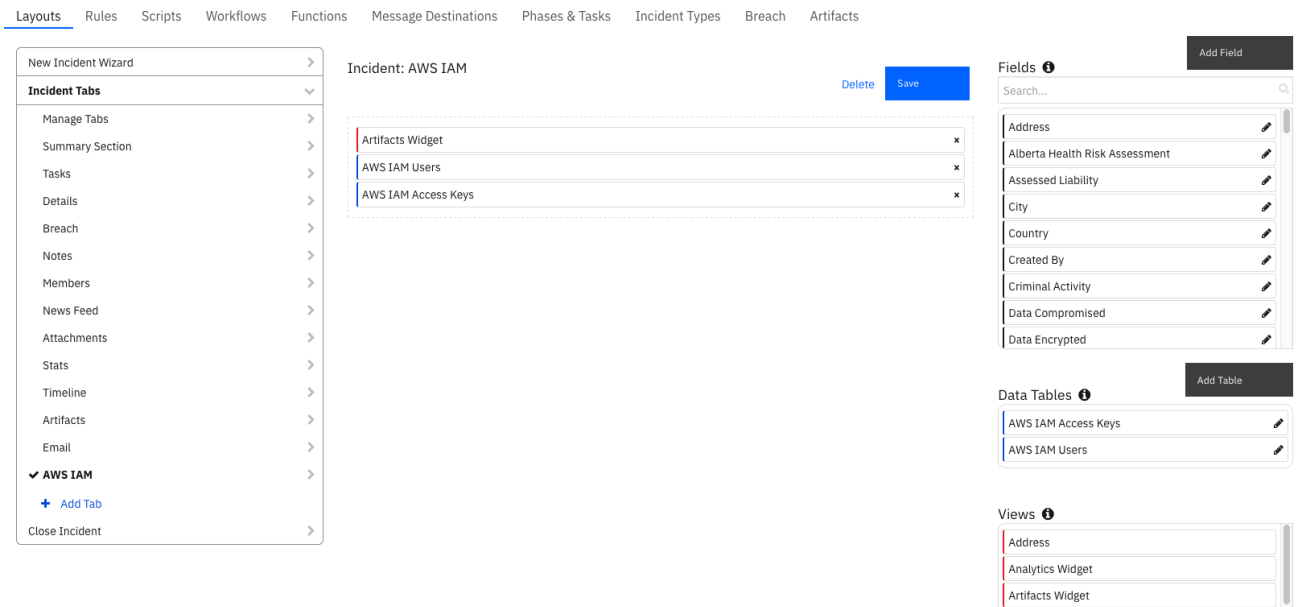 Layouts Rules Scripts Workflows Functions Message Destinations Phases & Tasks Incident Types Breach Artifacts
New Incident Wizard
Incident Tabs
Manage Tabs
Summary Section
Tasks
Details
Breach
Notes
Members
News Feed
Attachments
Stats
Timeline
Artifacts
Email
AWS IAM
Add Tab
Close Incident
Incident: AWS IAM
Delete Save
Artifacts Widget
AWS IAM Users
AWS IAM Access Keys
Add Field
Fields
Search...
Address
Alberta Health Risk Assessment
Assessed Liability
City
Country
Created By
Criminal Activity
Data Compromised
Data Encrypted
Add Table
Data Tables
AWS IAM Access Keys
AWS IAM Users
Views
Address
Analytics Widget
Artifacts Widget